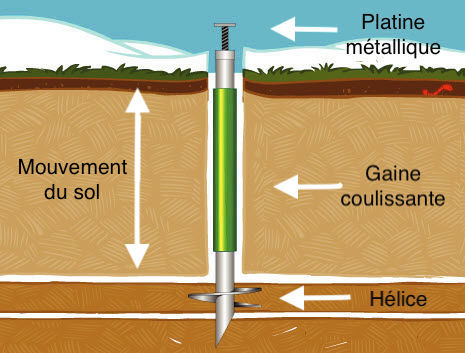 Platine
métallique
Mouvement
du sol
Gaine
coulissante
Hélice